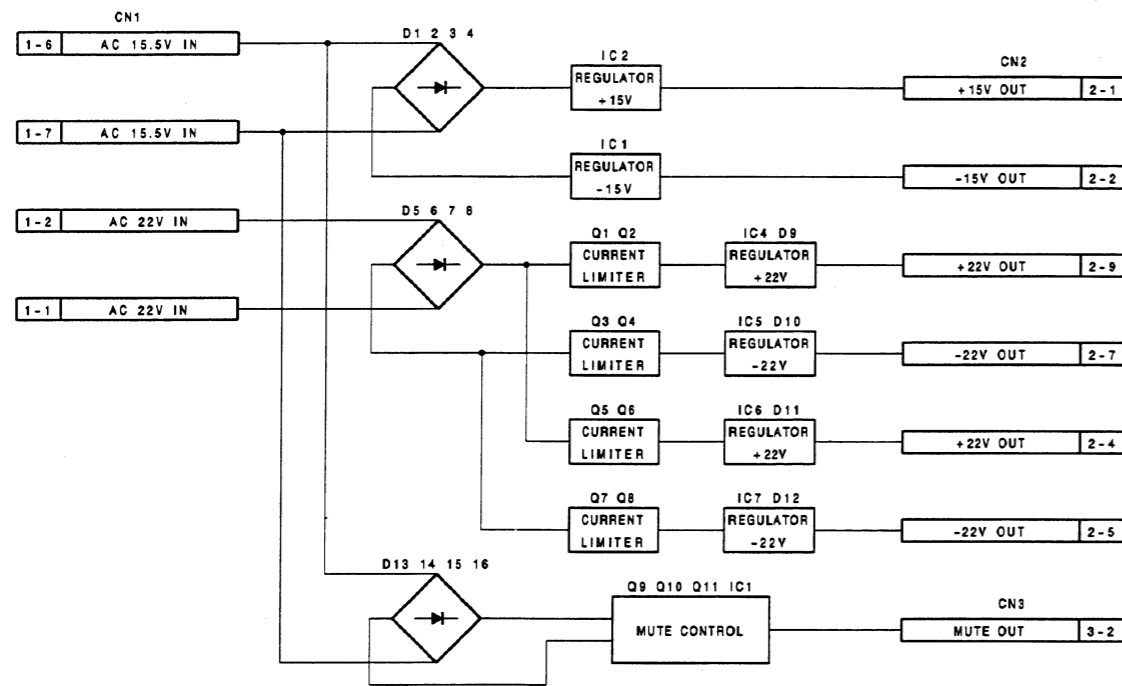 CN1
1-6 AC 15.5V IN
D1 2 3 4
IC2
REGULATOR
+15V
CN2
+15V OUT 2-1
1-7 AC 15.5V IN
IC1
REGULATOR
-15V
-15V OUT 2-2
1-2 AC 22V IN
D5 6 7 8
Q1 Q2
CURRENT
LIMITER
IC4 D9
REGULATOR
+22V
+22V OUT 2-9
1-1 AC 22V IN
Q3 Q4
CURRENT
LIMITER
IC5 D10
REGULATOR
-22V
-22V OUT 2-7
Q5 Q6
CURRENT
LIMITER
IC6 D11
REGULATOR
+22V
+22V OUT 2-4
Q7 Q8
CURRENT
LIMITER
IC7 D12
REGULATOR
-22V
-22V OUT 2-5
D13 14 15 16
Q9 Q10 Q11 IC1
MUTE CONTROL
CN3
MUTE OUT 3-2